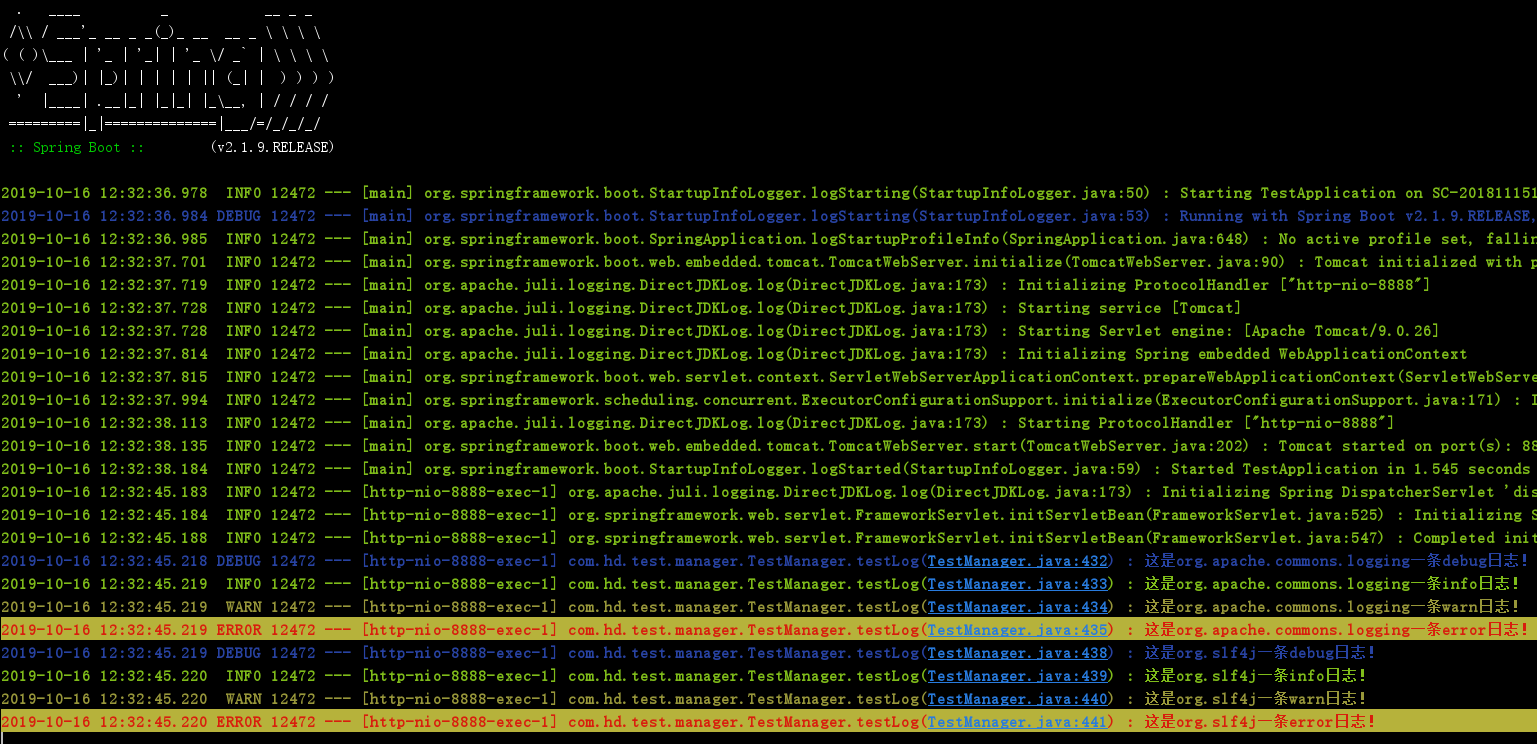 .   ____          _            __ _ _
 /\\ / ___'_ __ _ _(_)_ __  __ _ \ \ \ \
( ( )\___ | '_ | '_| | '_ \/ _` | \ \ \ \
 \\/  ___)| |_)| | | | | || (_| |  ) ) ) )
  '  |____| .__|_| |_|_| |_\__, | / / / /
 =========|_|==============|___/=/_/_/_/
 :: Spring Boot ::        (v2.1.9.RELEASE)
2019-10-16 12:32:36.978  INFO 12472 --- [main] org.springframework.boot.StartupInfoLogger.logStarting(StartupInfoLogger.java:50) : Starting TestApplication on SC-201811151
2019-10-16 12:32:36.984 DEBUG 12472 --- [main] org.springframework.boot.StartupInfoLogger.logStarting(StartupInfoLogger.java:53) : Running with Spring Boot v2.1.9.RELEASE,
2019-10-16 12:32:36.985  INFO 12472 --- [main] org.springframework.boot.SpringApplication.logStartupProfileInfo(SpringApplication.java:648) : No active profile set, fallin
2019-10-16 12:32:37.701  INFO 12472 --- [main] org.springframework.boot.web.embedded.tomcat.TomcatWebServer.initialize(TomcatWebServer.java:90) : Tomcat initialized with p
2019-10-16 12:32:37.719  INFO 12472 --- [main] org.apache.juli.logging.DirectJDKLog.log(DirectJDKLog.java:173) : Initializing ProtocolHandler ["http-nio-8888"]
2019-10-16 12:32:37.728  INFO 12472 --- [main] org.apache.juli.logging.DirectJDKLog.log(DirectJDKLog.java:173) : Starting service [Tomcat]
2019-10-16 12:32:37.728  INFO 12472 --- [main] org.apache.juli.logging.DirectJDKLog.log(DirectJDKLog.java:173) : Starting Servlet engine: [Apache Tomcat/9.0.26]
2019-10-16 12:32:37.814  INFO 12472 --- [main] org.apache.juli.logging.DirectJDKLog.log(DirectJDKLog.java:173) : Initializing Spring embedded WebApplicationContext
2019-10-16 12:32:37.815  INFO 12472 --- [main] org.springframework.boot.web.servlet.context.ServletWebServerApplicationContext.prepareWebApplicationContext(ServletWebServe
2019-10-16 12:32:37.994  INFO 12472 --- [main] org.springframework.scheduling.concurrent.ExecutorConfigurationSupport.initialize(ExecutorConfigurationSupport.java:171) : I
2019-10-16 12:32:38.113  INFO 12472 --- [main] org.apache.juli.logging.DirectJDKLog.log(DirectJDKLog.java:173) : Starting ProtocolHandler ["http-nio-8888"]
2019-10-16 12:32:38.135  INFO 12472 --- [main] org.springframework.boot.web.embedded.tomcat.TomcatWebServer.start(TomcatWebServer.java:202) : Tomcat started on port(s): 88
2019-10-16 12:32:38.184  INFO 12472 --- [main] org.springframework.boot.StartupInfoLogger.logStarted(StartupInfoLogger.java:59) : Started TestApplication in 1.545 seconds
2019-10-16 12:32:45.183  INFO 12472 --- [http-nio-8888-exec-1] org.apache.juli.logging.DirectJDKLog.log(DirectJDKLog.java:173) : Initializing Spring DispatcherServlet 'dis
2019-10-16 12:32:45.184  INFO 12472 --- [http-nio-8888-exec-1] org.springframework.web.servlet.FrameworkServlet.initServletBean(FrameworkServlet.java:525) : Initializing S
2019-10-16 12:32:45.188  INFO 12472 --- [http-nio-8888-exec-1] org.springframework.web.servlet.FrameworkServlet.initServletBean(FrameworkServlet.java:547) : Completed init
2019-10-16 12:32:45.218 DEBUG 12472 --- [http-nio-8888-exec-1] com.hd.test.manager.TestManager.testLog(TestManager.java:432) : 这是org.apache.commons.logging一条debug日志!
2019-10-16 12:32:45.219  INFO 12472 --- [http-nio-8888-exec-1] com.hd.test.manager.TestManager.testLog(TestManager.java:433) : 这是org.apache.commons.logging一条info日志!
2019-10-16 12:32:45.219  WARN 12472 --- [http-nio-8888-exec-1] com.hd.test.manager.TestManager.testLog(TestManager.java:434) : 这是org.apache.commons.logging一条warn日志!
2019-10-16 12:32:45.219 ERROR 12472 --- [http-nio-8888-exec-1] com.hd.test.manager.TestManager.testLog(TestManager.java:435) : 这是org.apache.commons.logging一条error日志!
2019-10-16 12:32:45.219 DEBUG 12472 --- [http-nio-8888-exec-1] com.hd.test.manager.TestManager.testLog(TestManager.java:438) : 这是org.slf4j一条debug日志!
2019-10-16 12:32:45.220  INFO 12472 --- [http-nio-8888-exec-1] com.hd.test.manager.TestManager.testLog(TestManager.java:439) : 这是org.slf4j一条info日志!
2019-10-16 12:32:45.220  WARN 12472 --- [http-nio-8888-exec-1] com.hd.test.manager.TestManager.testLog(TestManager.java:440) : 这是org.slf4j一条warn日志!
2019-10-16 12:32:45.220 ERROR 12472 --- [http-nio-8888-exec-1] com.hd.test.manager.TestManager.testLog(TestManager.java:441) : 这是org.slf4j一条error日志!